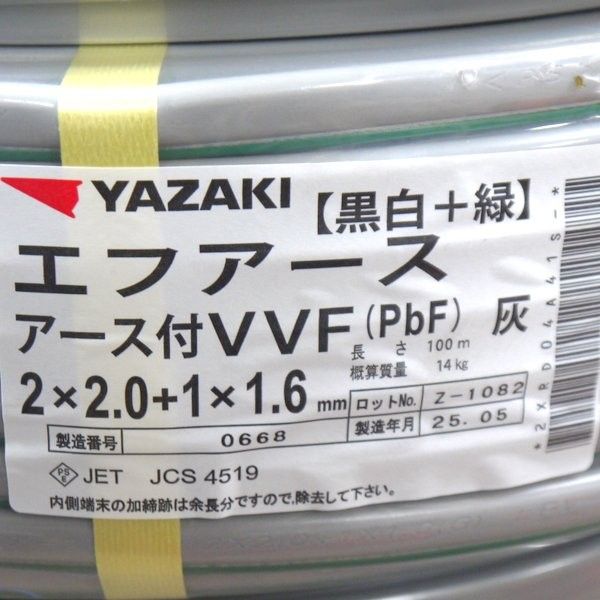 YAZAKI 【黒白＋緑】
エフアース
アース付VVF(PbF) 灰
長さ 100m
概算質量 14kg
2×2.0+1×1.6 mm
ロットNo. Z-1082
製造番号 0668 製造年月 25.05
PSE JET JCS 4519
内側端末の加締跡は余長分ですので、除去して下さい。